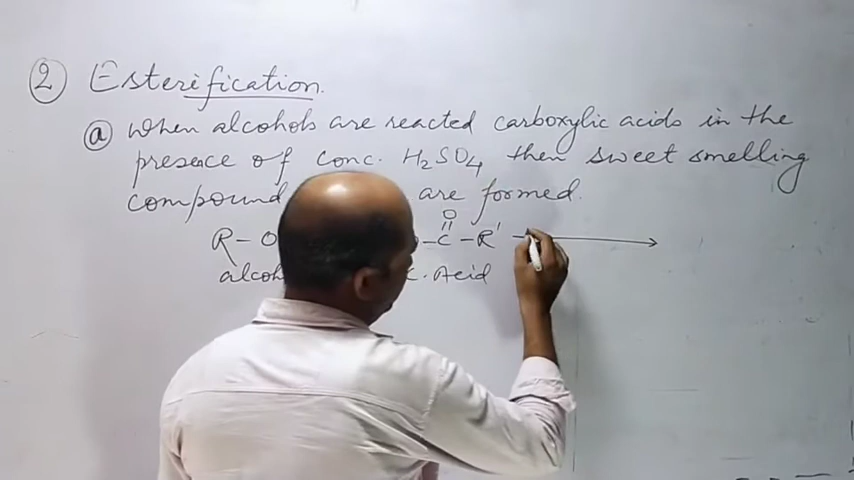 ② Esterification.
ⓐ When alcohols are reacted carboxylic acids in the
presence of conc. H₂SO₄ then sweet smelling
compound are formed.
O
R-O -C-R' →
Acid